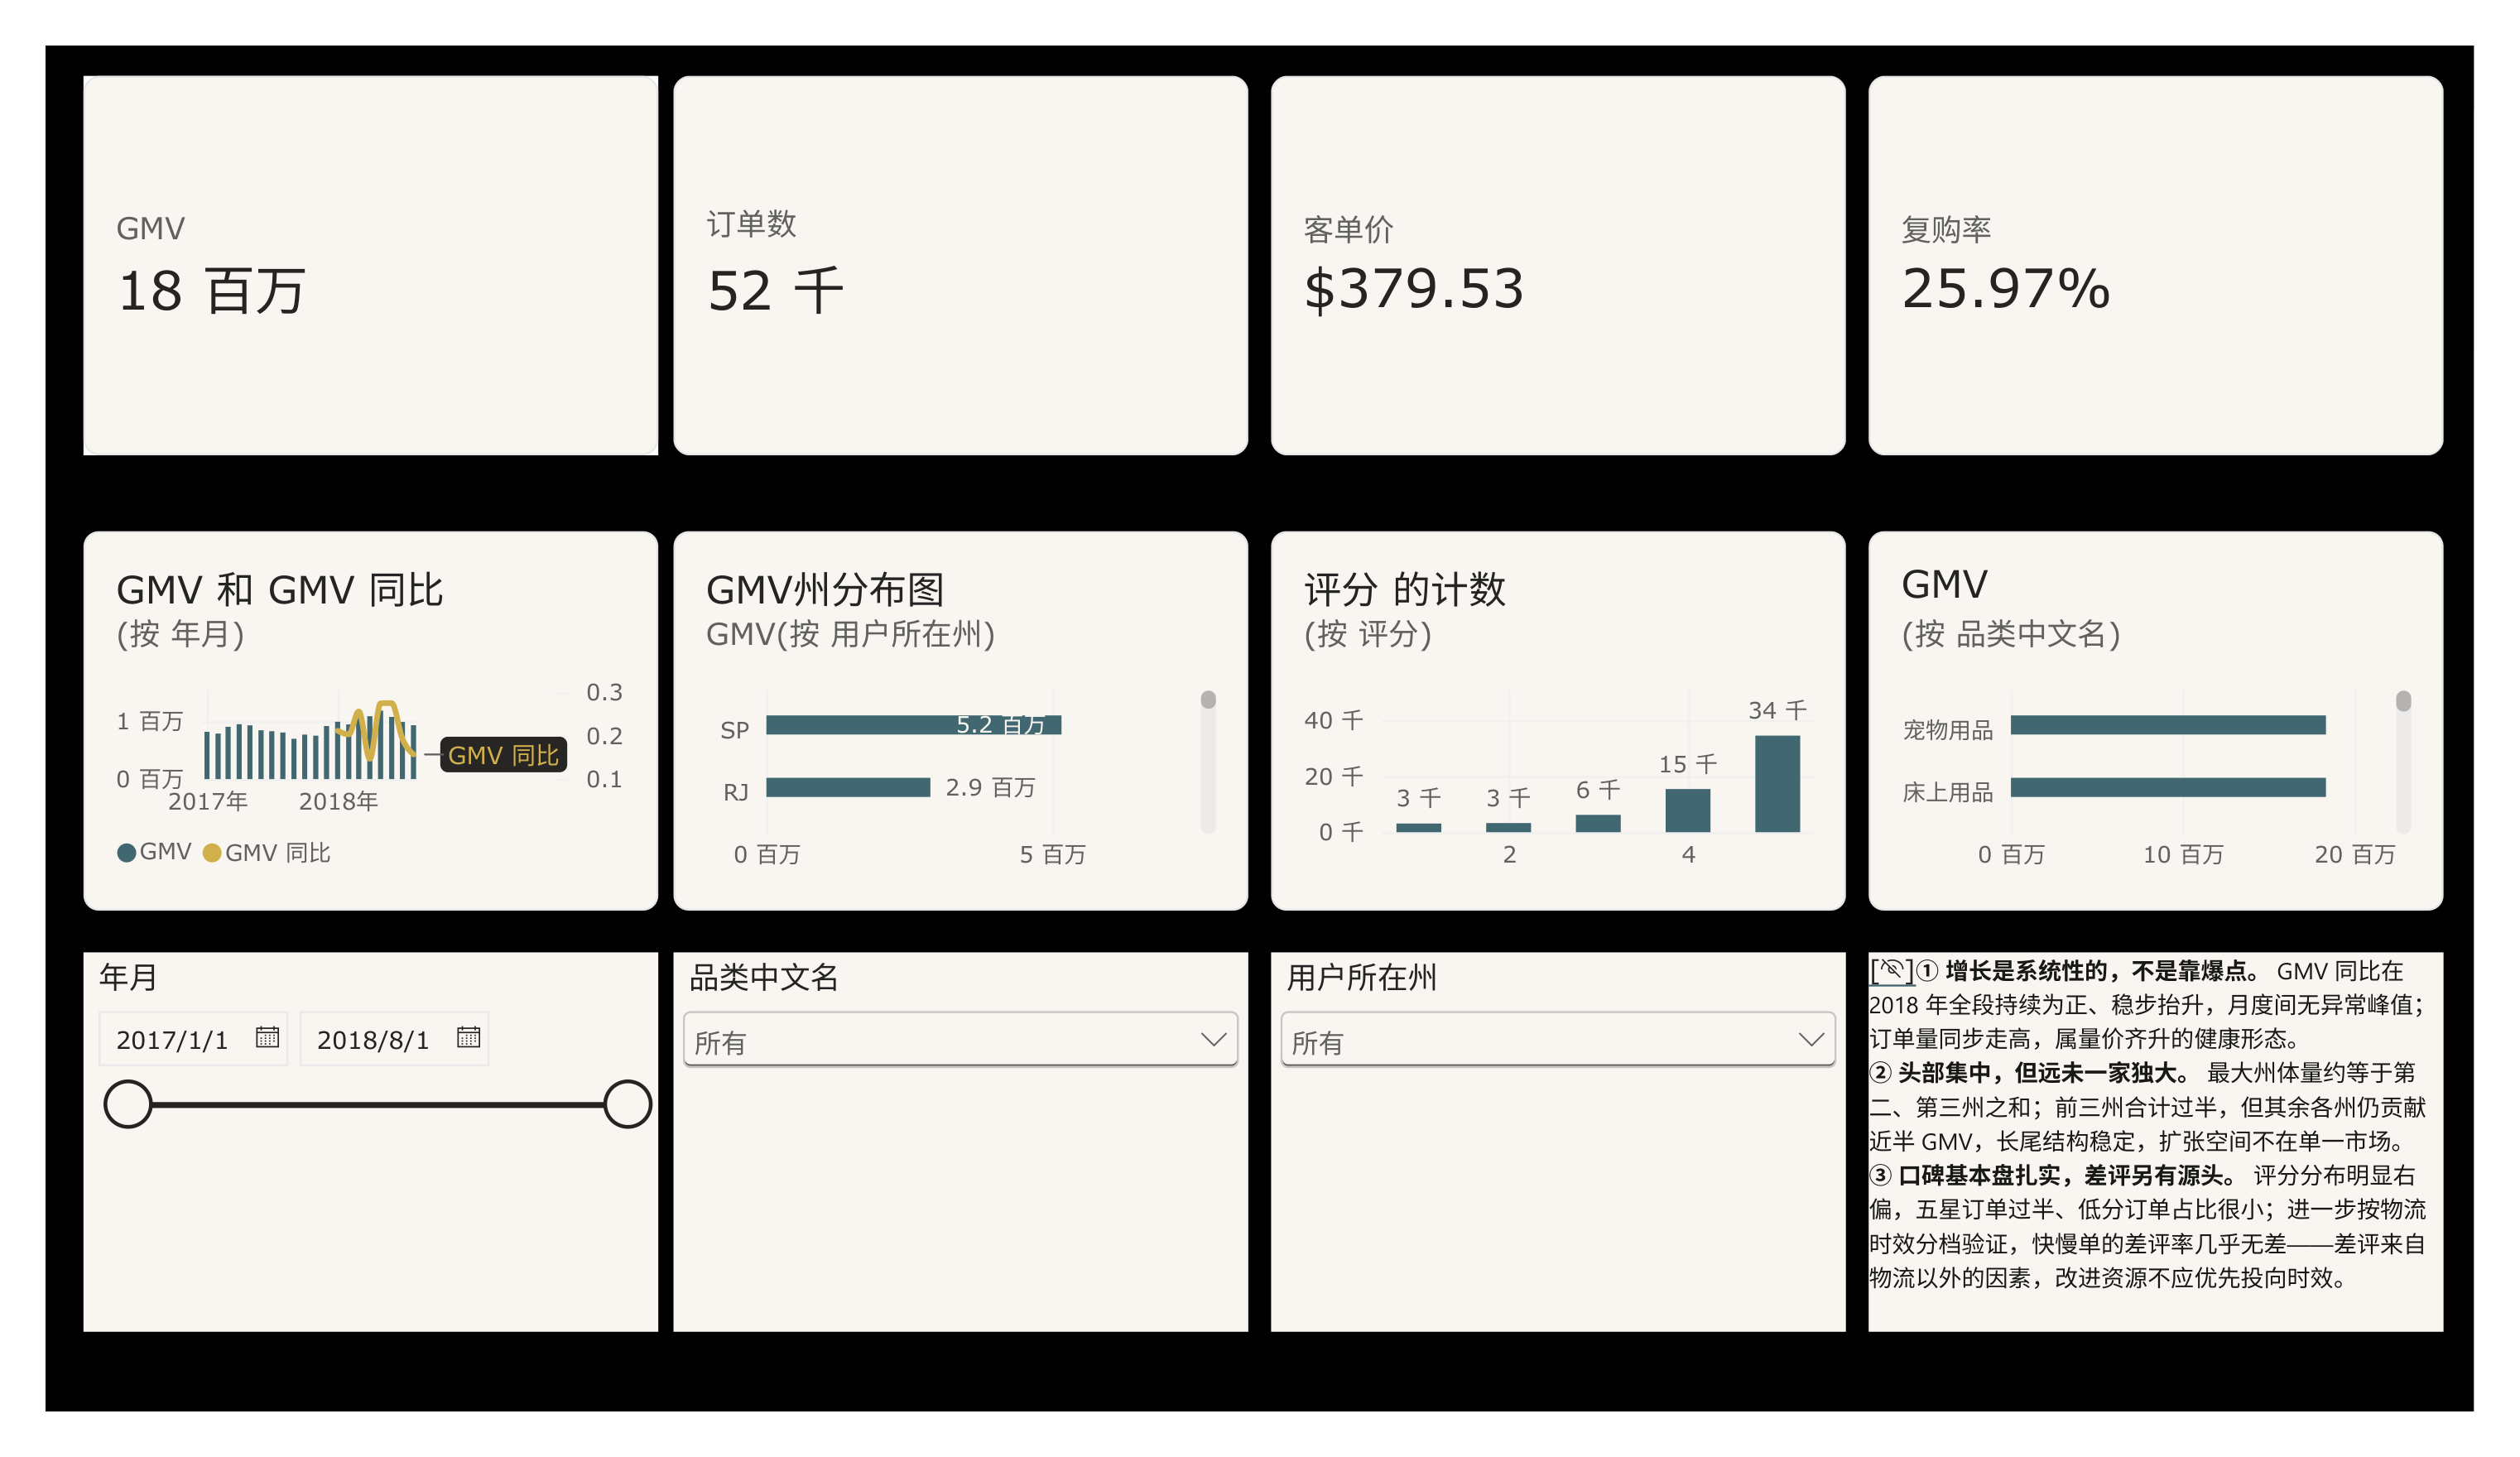 GMV
18 百万
订单数
52 千
客单价
$379.53
复购率
25.97%
GMV 和 GMV 同比
(按 年月)
0.3
1 百万
0.2
GMV 同比
0 百万
0.1
2017年
2018年
GMV
GMV 同比
GMV州分布图
GMV(按 用户所在州)
SP
5.2 百万
RJ
2.9 百万
0 百万
5 百万
评分 的计数
(按 评分)
40 千
20 千
0 千
3 千
3 千
6 千
15 千
34 千
2
4
GMV
(按 品类中文名)
宠物用品
床上用品
0 百万
10 百万
20 百万
年月
2017/1/1
2018/8/1
品类中文名
所有
用户所在州
所有
① 增长是系统性的，不是靠爆点。 GMV 同比在
2018 年全段持续为正、稳步抬升，月度间无异常峰值；
订单量同步走高，属量价齐升的健康形态。
② 头部集中，但远未一家独大。 最大州体量约等于第
二、第三州之和；前三州合计过半，但其余各州仍贡献
近半 GMV，长尾结构稳定，扩张空间不在单一市场。
③ 口碑基本盘扎实，差评另有源头。 评分分布明显右
偏，五星订单过半、低分订单占比很小；进一步按物流
时效分档验证，快慢单的差评率几乎无差——差评来自
物流以外的因素，改进资源不应优先投向时效。